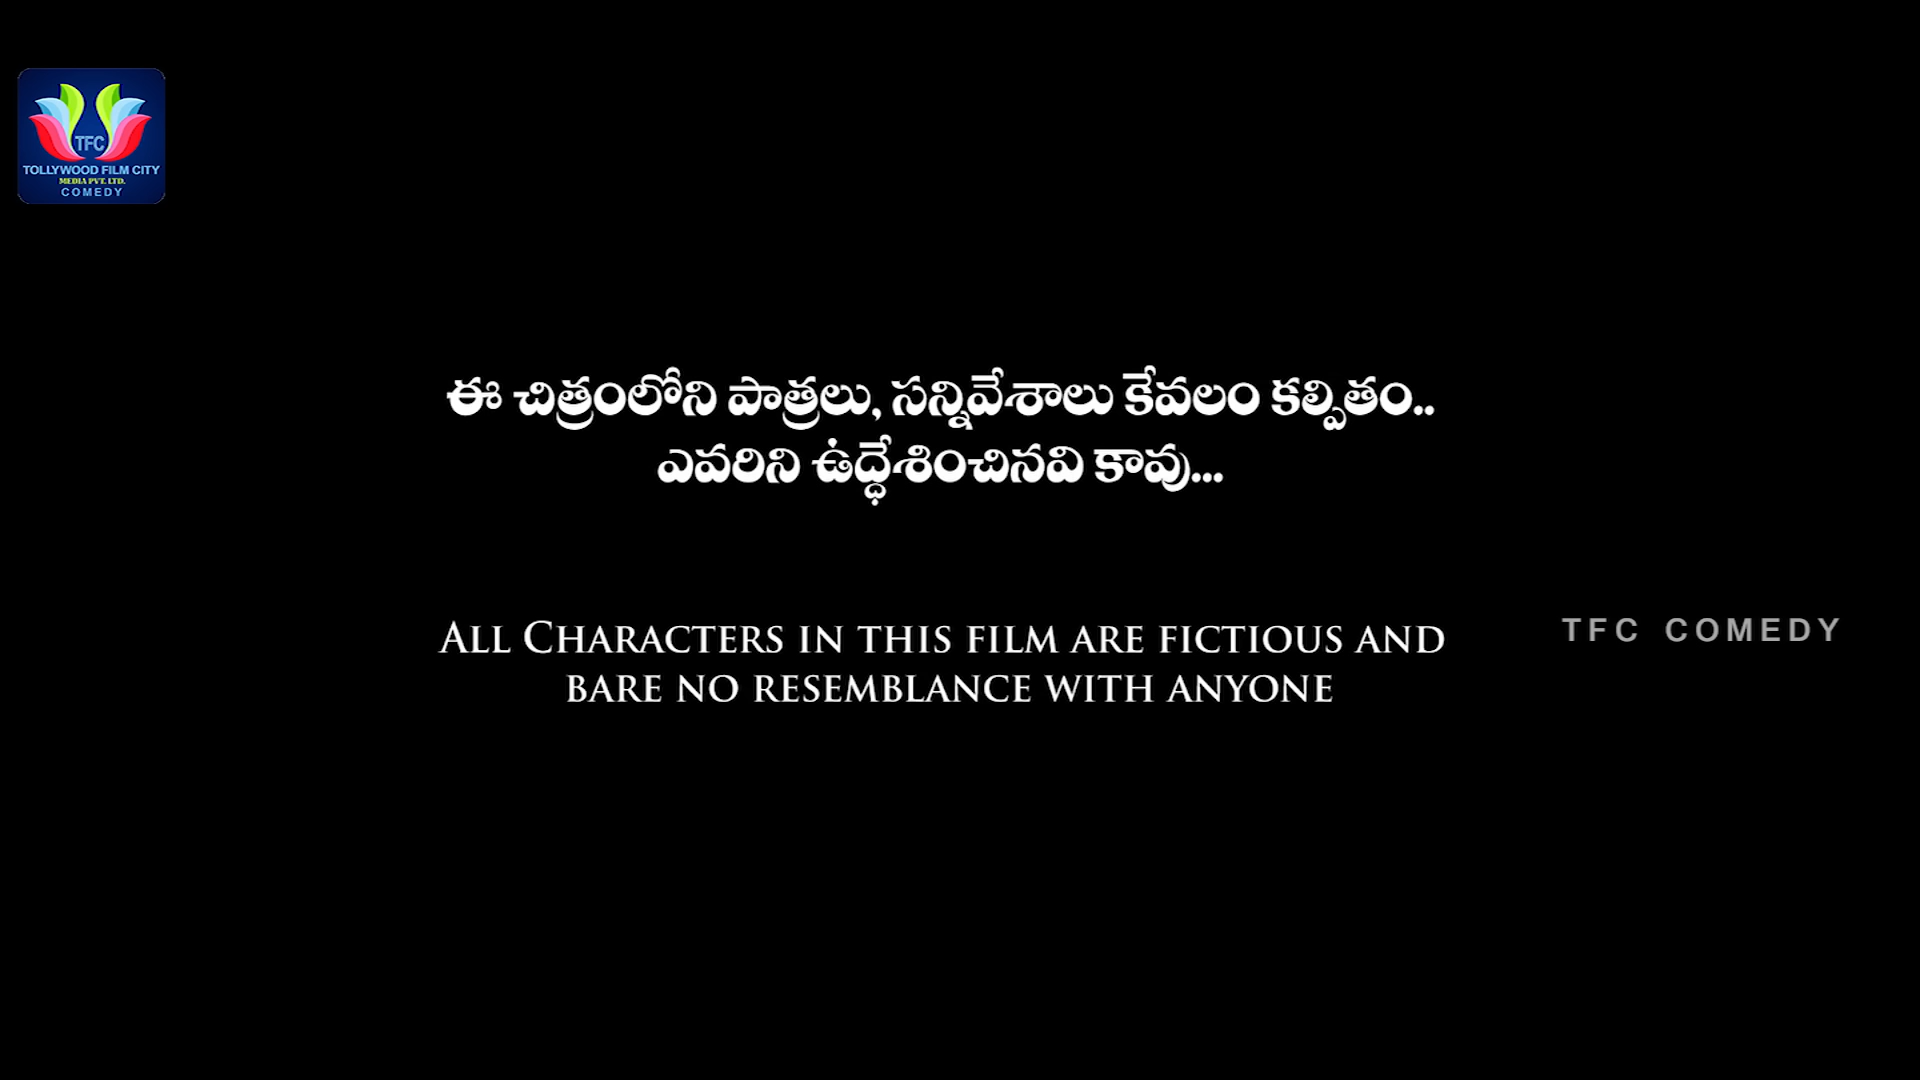 TFC
TOLLYWOOD FILM CITY
MEDIA PVT. LTD.
COMEDY
ఈ చిత్రంలోని పాత్రలు, సన్నివేశాలు కేవలం కల్పితం..
ఎవరిని ఉద్ధేశించినవి కావు...
ALL CHARACTERS IN THIS FILM ARE FICTIOUS AND
BARE NO RESEMBLANCE WITH ANYONE
TFC COMEDY